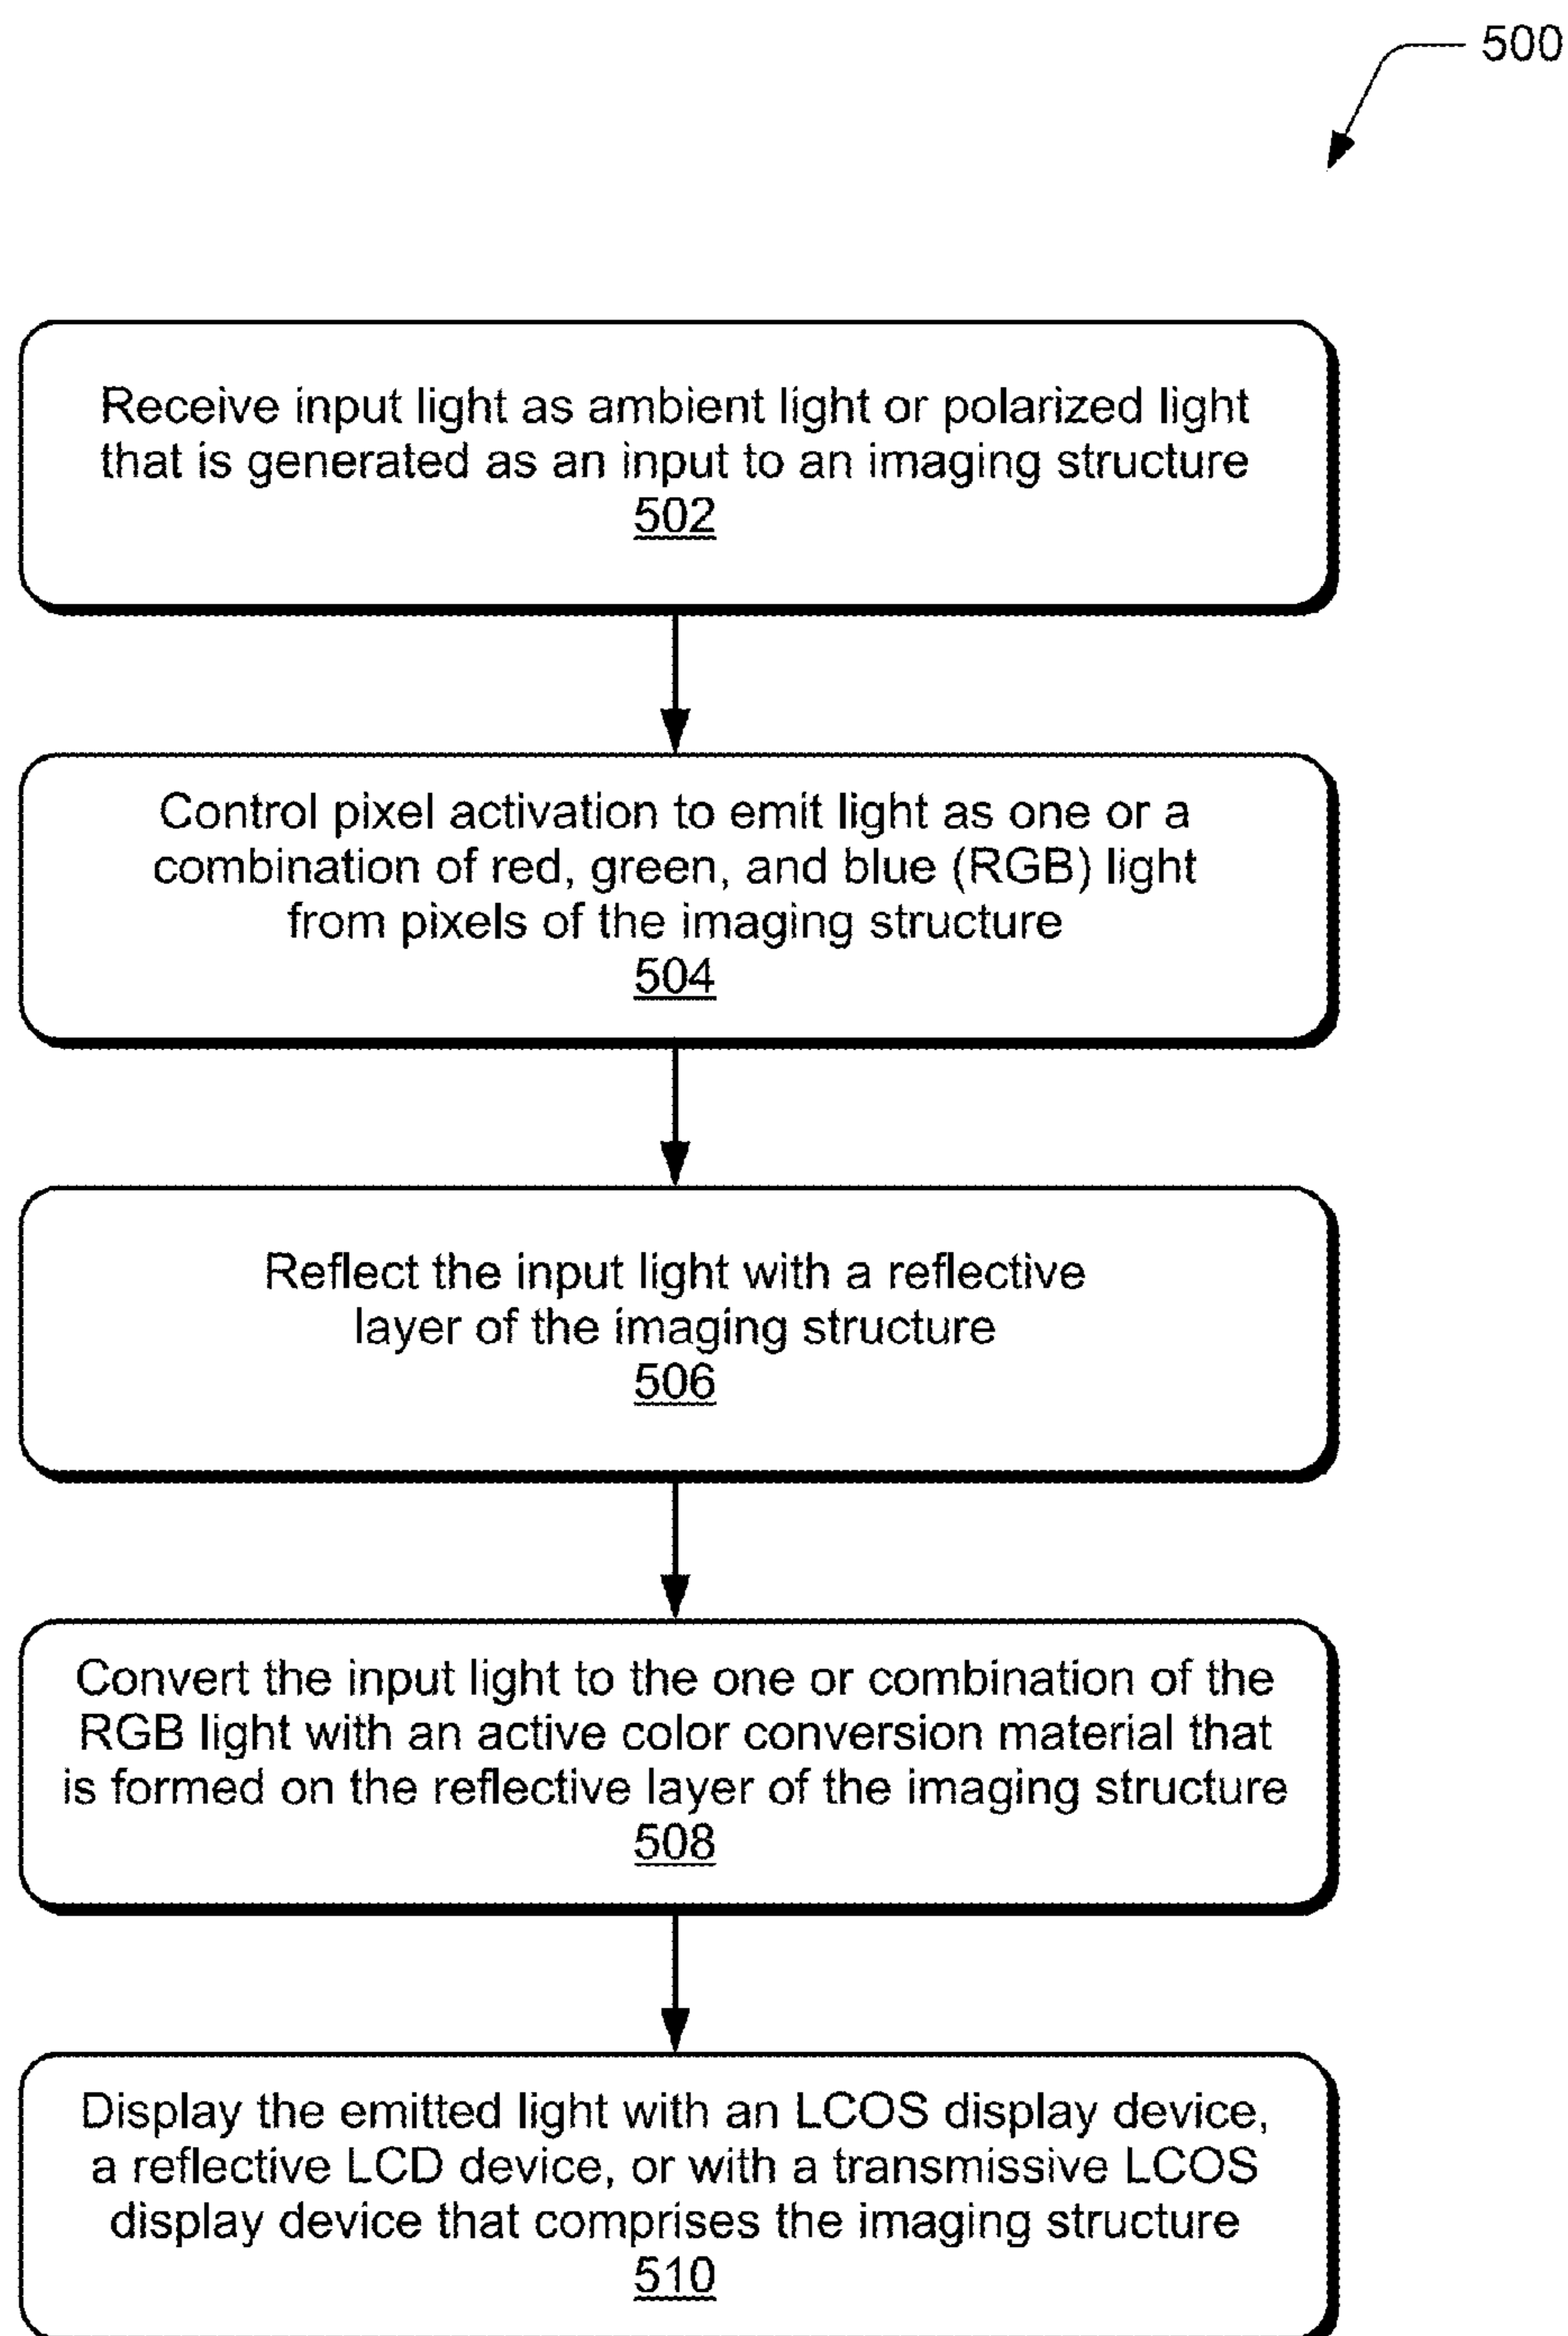 500
Receive input light as ambient light or polarized light
that is generated as an input to an imaging structure
502
Control pixel activation to emit light as one or a
combination of red, green, and blue (RGB) light
from pixels of the imaging structure
504
Reflect the input light with a reflective
layer of the imaging structure
506
Convert the input light to the one or combination of the
RGB light with an active color conversion material that
is formed on the reflective layer of the imaging structure
508
Display the emitted light with an LCOS display device,
a reflective LCD device, or with a transmissive LCOS
display device that comprises the imaging structure
510